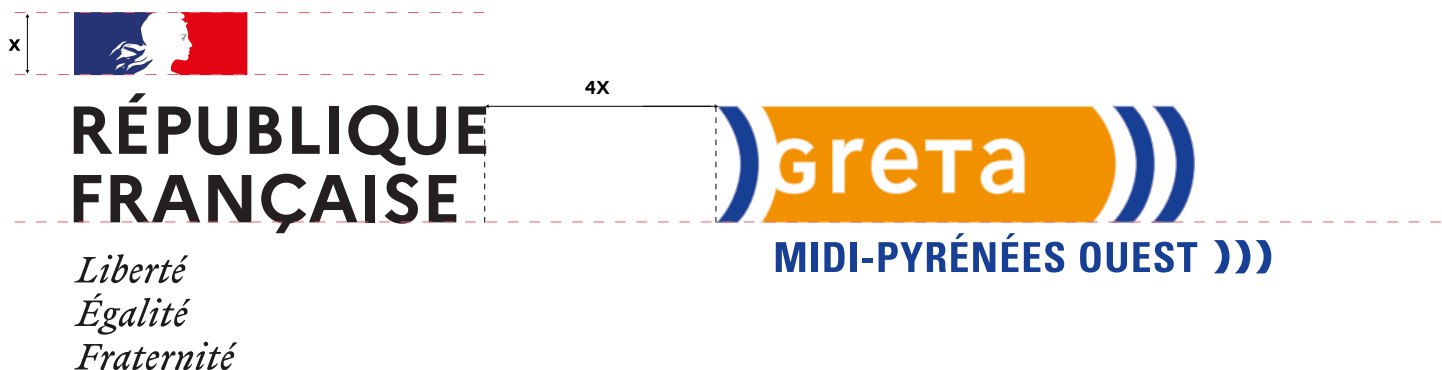 X
RÉPUBLIQUE
FRANÇAISE
Liberté
Égalité
Fraternité
4X
GreTa
MIDI-PYRÉNÉES OUEST )))